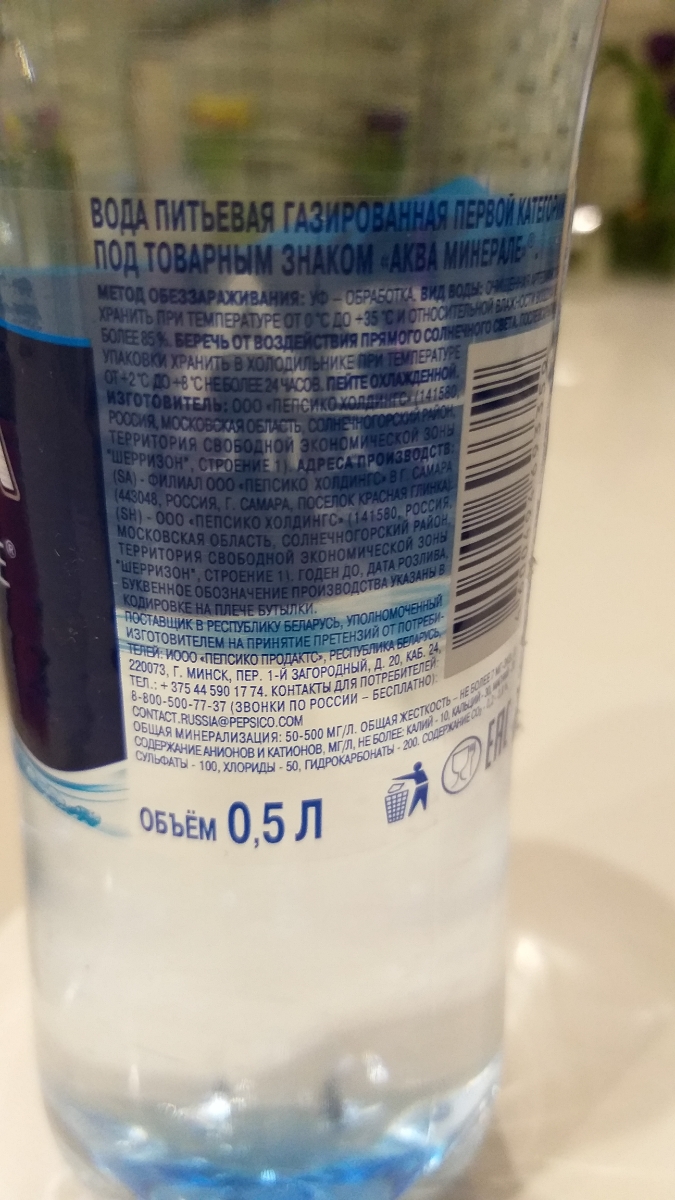 ВОДА ПИТЬЕВАЯ ГАЗИРОВАННАЯ ПЕРВОЙ КАТЕГОРИИ
ПОД ТОВАРНЫМ ЗНАКОМ «АКВА МИНЕРАЛЕ»®.
МЕТОД ОБЕЗЗАРАЖИВАНИЯ: УФ – ОБРАБОТКА. ВИД ВОДЫ:
ХРАНИТЬ ПРИ ТЕМПЕРАТУРЕ ОТ 0 °С ДО +35 °С И ОТНОСИТЕЛЬНОЙ ВЛАЖНОСТИ
БОЛЕЕ 85 %. БЕРЕЧЬ ОТ ВОЗДЕЙСТВИЯ ПРЯМОГО СОЛНЕЧНОГО СВЕТА.
УПАКОВКИ ХРАНИТЬ В ХОЛОДИЛЬНИКЕ ПРИ ТЕМПЕРАТУРЕ
ОТ +2 °С ДО +8 °С НЕ БОЛЕЕ 24 ЧАСОВ. ПЕЙТЕ ОХЛАЖДЕННОЙ.
ИЗГОТОВИТЕЛЬ: ООО «ПЕПСИКО ХОЛДИНГС» (141580,
РОССИЯ, МОСКОВСКАЯ ОБЛАСТЬ, СОЛНЕЧНОГОРСКИЙ РАЙОН,
ТЕРРИТОРИЯ СВОБОДНОЙ ЭКОНОМИЧЕСКОЙ ЗОНЫ
"ШЕРРИЗОН", СТРОЕНИЕ 1). АДРЕСА ПРОИЗВОДСТВ:
(SA) - ФИЛИАЛ ООО «ПЕПСИКО ХОЛДИНГС» В Г. САМАРА
(443048, РОССИЯ, Г. САМАРА, ПОСЕЛОК КРАСНАЯ ГЛИНКА)
(SH) - ООО «ПЕПСИКО ХОЛДИНГС» (141580, РОССИЯ,
МОСКОВСКАЯ ОБЛАСТЬ, СОЛНЕЧНОГОРСКИЙ РАЙОН,
ТЕРРИТОРИЯ СВОБОДНОЙ ЭКОНОМИЧЕСКОЙ ЗОНЫ
"ШЕРРИЗОН", СТРОЕНИЕ 1). ГОДЕН ДО, ДАТА РОЗЛИВА,
БУКВЕННОЕ ОБОЗНАЧЕНИЕ ПРОИЗВОДСТВА УКАЗАНЫ В
КОДИРОВКЕ НА ПЛЕЧЕ БУТЫЛКИ.
ПОСТАВЩИК В РЕСПУБЛИКУ БЕЛАРУСЬ, УПОЛНОМОЧЕННЫЙ
ИЗГОТОВИТЕЛЕМ НА ПРИНЯТИЕ ПРЕТЕНЗИЙ ОТ ПОТРЕБИ-
ТЕЛЕЙ: ИООО «ПЕПСИКО ПРОДАКТС», РЕСПУБЛИКА БЕЛАРУСЬ,
220073, Г. МИНСК, ПЕР. 1-Й ЗАГОРОДНЫЙ, Д. 20, КАБ. 24,
ТЕЛ.: + 375 44 590 17 74. КОНТАКТЫ ДЛЯ ПОТРЕБИТЕЛЕЙ:
8-800-500-77-37 (ЗВОНКИ ПО РОССИИ – БЕСПЛАТНО);
CONTACT.RUSSIA@PEPSICO.COM
ОБЩАЯ МИНЕРАЛИЗАЦИЯ: 50-500 МГ/Л. ОБЩАЯ ЖЕСТКОСТЬ – НЕ БОЛЕЕ 7
СОДЕРЖАНИЕ АНИОНОВ И КАТИОНОВ, МГ/Л, НЕ БОЛЕЕ: КАЛИЙ - 10, КАЛЬЦИЙ - 30,
СУЛЬФАТЫ - 100, ХЛОРИДЫ - 50, ГИДРОКАРБОНАТЫ - 200. СОДЕРЖАНИЕ CO₂
ОБЪЁМ 0,5 Л
EAC